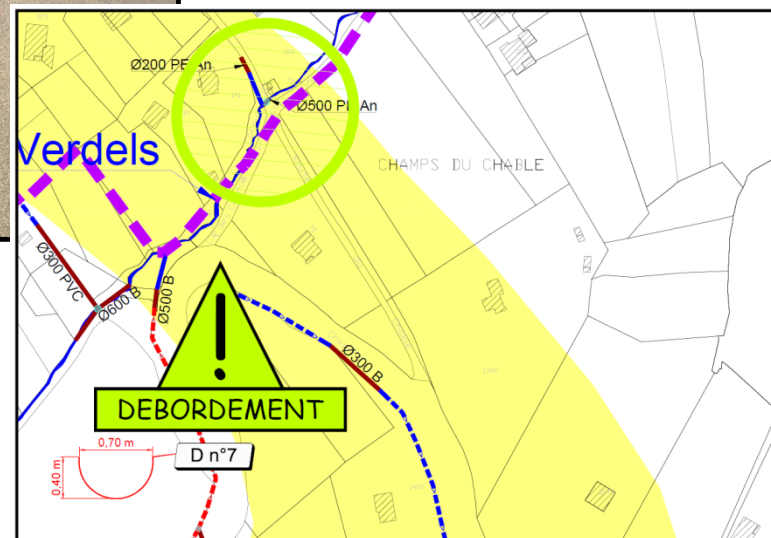 Ø200 PE An
Ø500 PE An
Verdels
CHAMPS DU CHABLE
Ø300 PVC
Ø600 B
Ø500 B
Ø300 B
!
DEBORDEMENT
0,70 m
0,40 m
D n°7